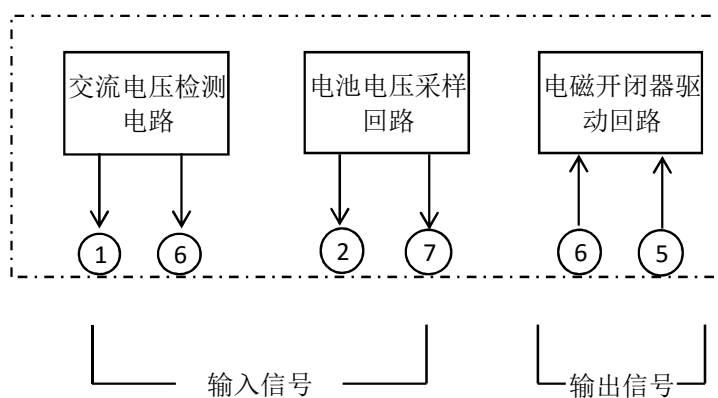 交流电压检测
电路
电池电压采样
回路
电磁开闭器驱
动回路
1
6
2
7
6
5
输入信号
输出信号